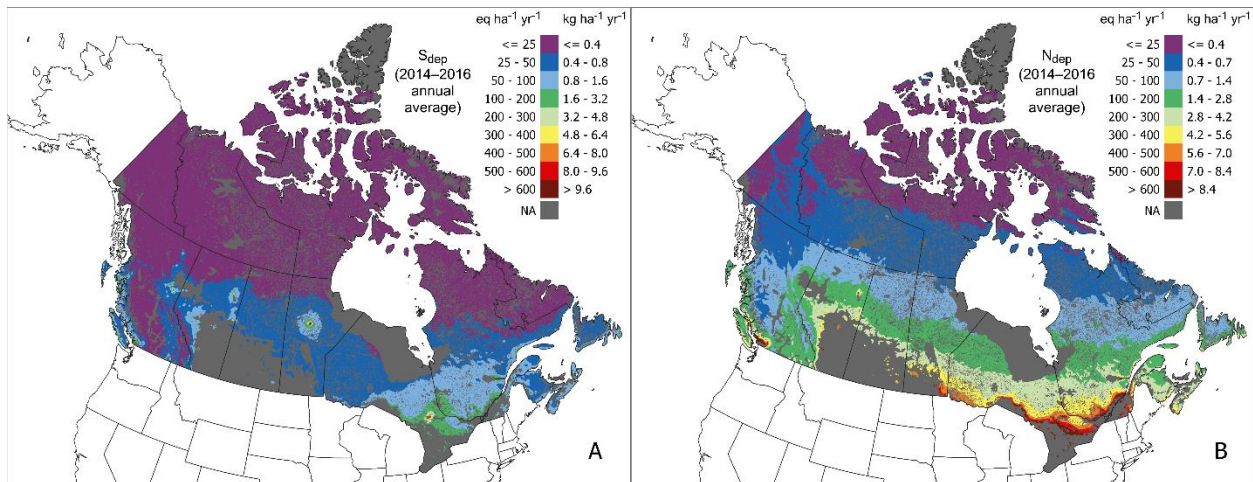 eq ha⁻¹ yr⁻¹ kg ha⁻¹ yr⁻¹
<= 25 <= 0.4
25 - 50 0.4 - 0.8
50 - 100 0.8 - 1.6
100 - 200 1.6 - 3.2
200 - 300 3.2 - 4.8
300 - 400 4.8 - 6.4
400 - 500 6.4 - 8.0
500 - 600 8.0 - 9.6
> 600 > 9.6
NA
Sdep
(2014–2016
annual
average)
A
eq ha⁻¹ yr⁻¹ kg ha⁻¹ yr⁻¹
<= 25 <= 0.4
25 - 50 0.4 - 0.7
50 - 100 0.7 - 1.4
100 - 200 1.4 - 2.8
200 - 300 2.8 - 4.2
300 - 400 4.2 - 5.6
400 - 500 5.6 - 7.0
500 - 600 7.0 - 8.4
> 600 > 8.4
NA
Ndep
(2014–2016
annual
average)
B